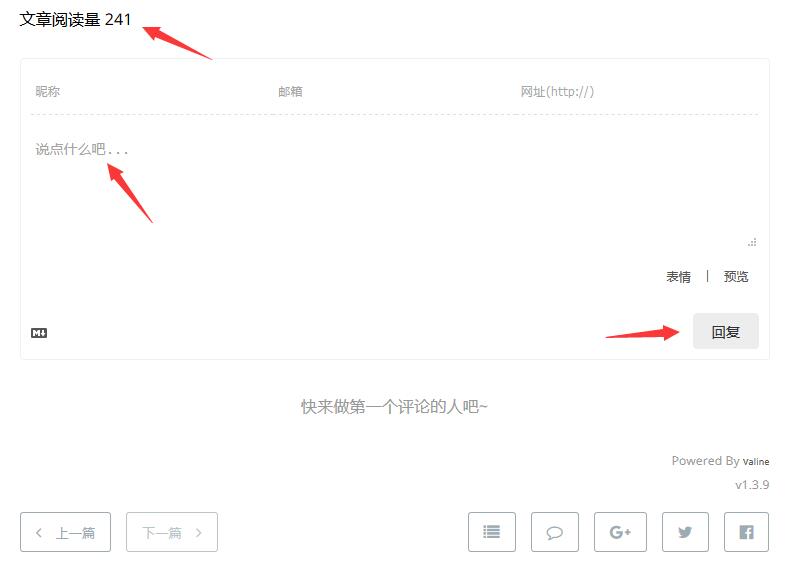 文章阅读量 241
昵称 邮箱 网址(http://)
说点什么吧...
表情 | 预览
M↓ 回复
快来做第一个评论的人吧~
Powered By Valine
v1.3.9
上一篇 下一篇 G+